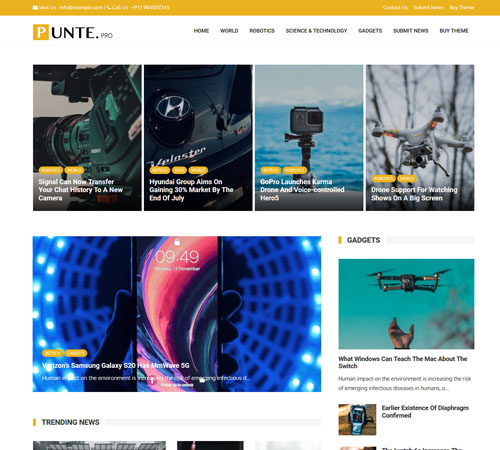 Mail Us info@example.com | Call Us +977 9841012345
Contact Us Submit News Buy Theme
PUNTE. PRO
HOME WORLD ROBOTICS SCIENCE & TECHNOLOGY GADGETS SUBMIT NEWS BUY THEME
ROBOTICS WORLD
Signal Can Now Transfer
Your Chat History To A New
Camera
BIOTECH TECH WORLD
Hyundai Group Aims On
Gaining 30% Market By The
End Of July
BIOTECH ROBOTICS
GoPro Launches Karma
Drone And Voice-controlled
Hero5
ROBOTICS WORLD
Drone Support For Watching
Shows On A Big Screen
Veloster
09:49
Monday, 13 November
BIOTECH GADGETS
Verizon's Samsung Galaxy S20 Has MmWave 5G
Human impact on the environment is increasing the risk of emerging infectious d...
GADGETS
What Windows Can Teach The Mac About The
Switch
Human impact on the environment is increasing the risk
of emerging infectious diseases in humans, o...
Earlier Existence Of Diaphragm
Confirmed
TRENDING NEWS